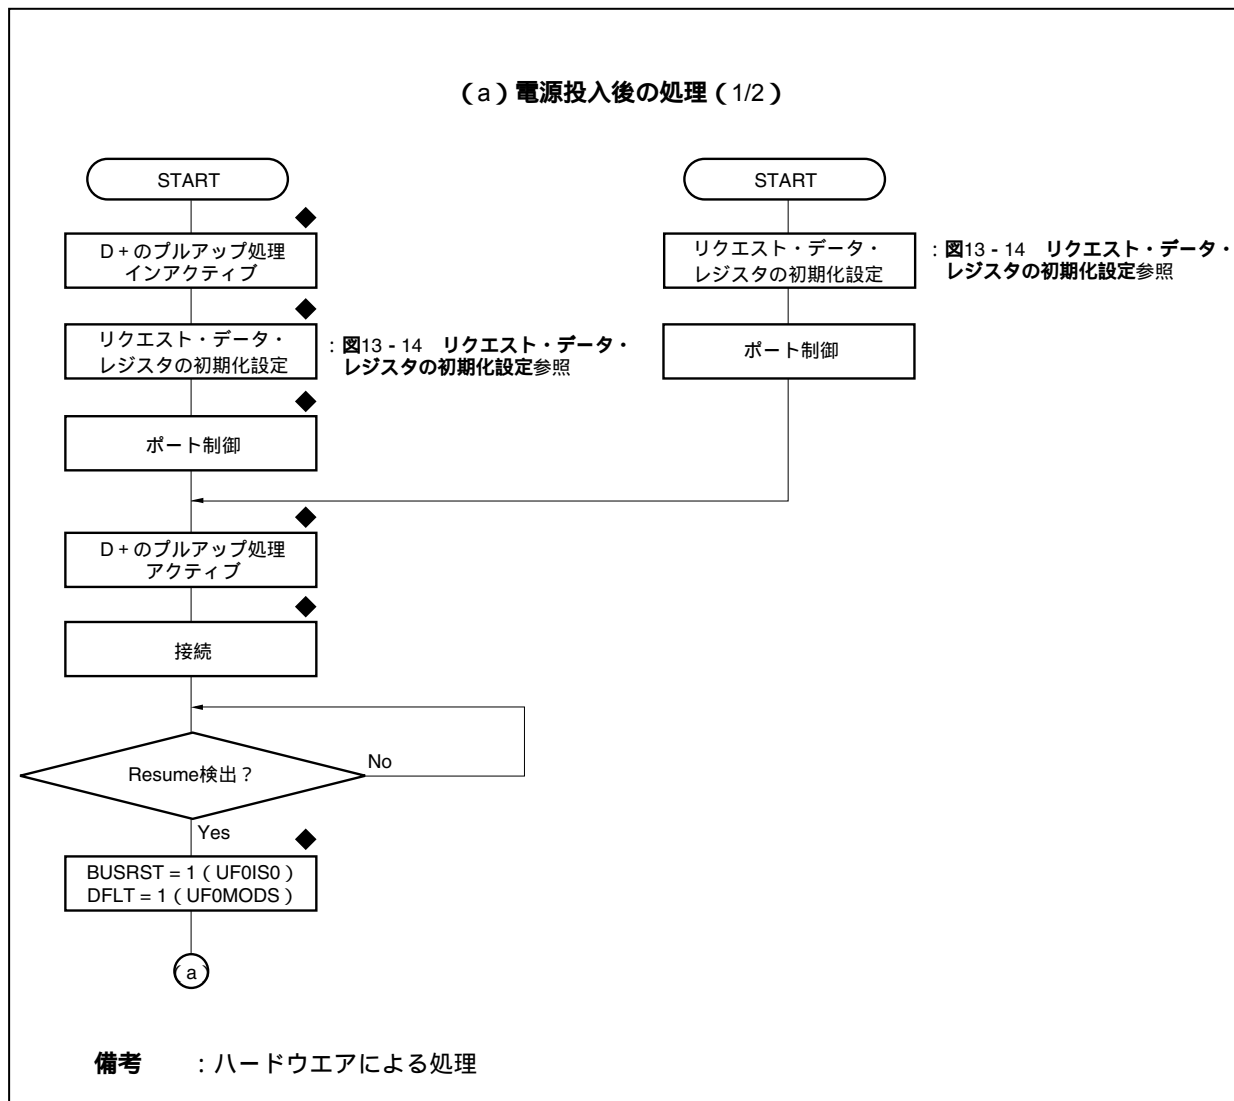 （a）電源投入後の処理（1/2）
START
D+のプルアップ処理
インアクティブ
リクエスト・データ・
レジスタの初期化設定
：図13-14　リクエスト・データ・
レジスタの初期化設定参照
ポート制御
START
リクエスト・データ・
レジスタの初期化設定
：図13-14　リクエスト・データ・
レジスタの初期化設定参照
ポート制御
D+のプルアップ処理
アクティブ
接続
Resume検出？
No
Yes
BUSRST = 1（UF0IS0）
DFLT = 1（UF0MODS）
a
備考　　：ハードウエアによる処理